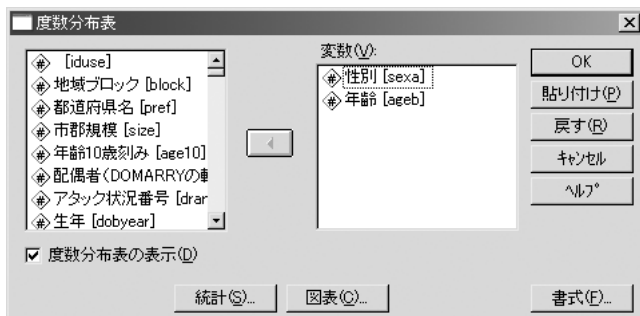 度数分布表
[iduse]
地域ブロック [block]
都道府県名 [pref]
市郡規模 [size]
年齢10歳刻み [age10]
配偶者(DOMARRYの
アタック状況番号 [drar
生年 [dobyear]
変数(V):
性別 [sexa]
年齢 [ageb]
OK
貼り付け(P)
戻す(R)
キャンセル
ヘルプ
度数分布表の表示(D)
統計(S)...
図表(C)...
書式(F)...